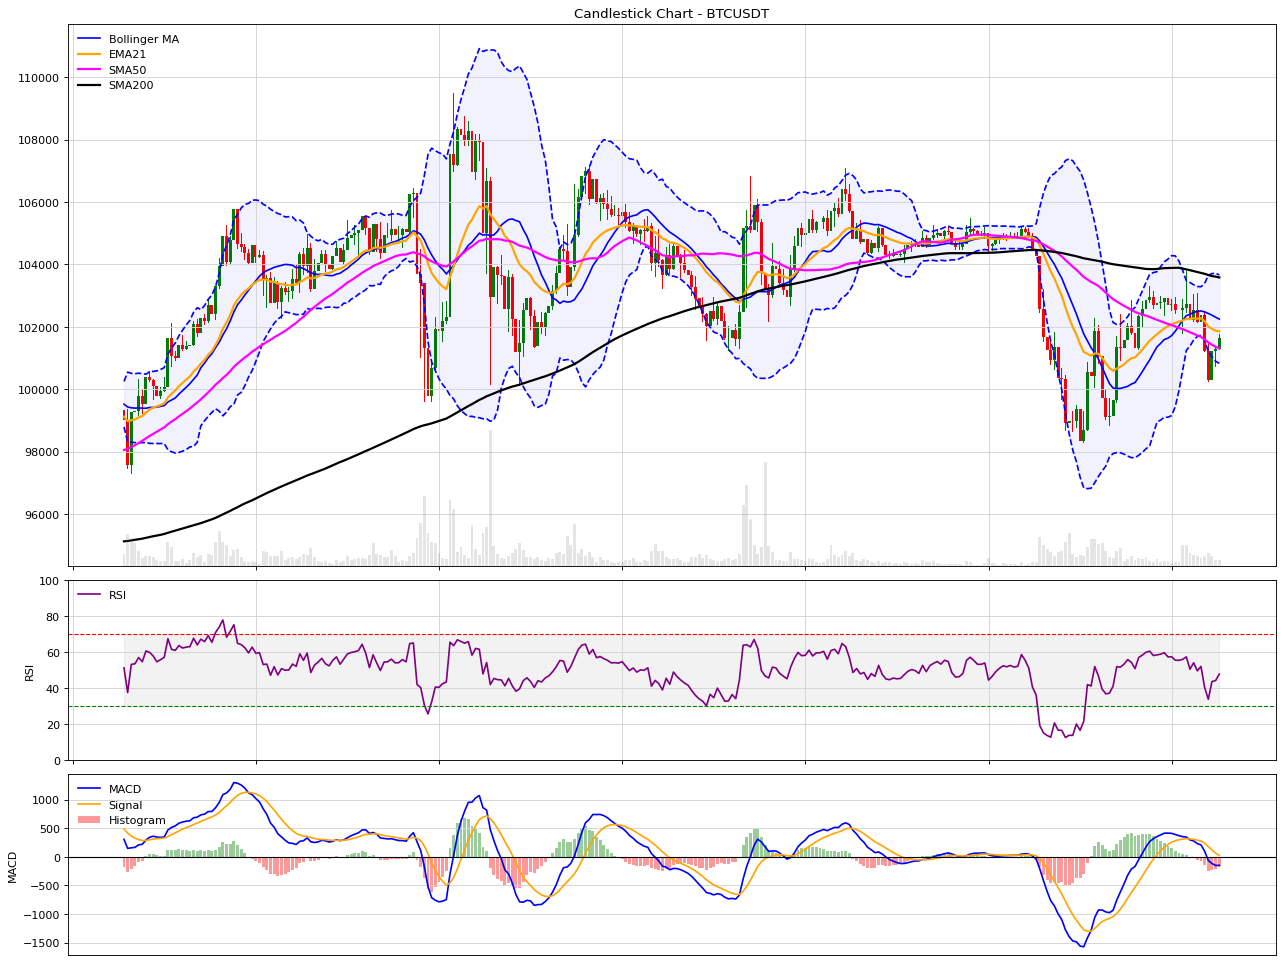 Candlestick Chart - BTCUSDT
Bollinger MA
EMA21
SMA50
SMA200
110000
108000
106000
104000
102000
100000
98000
96000
RSI
100
80
60
40
20
0
RSI
MACD
Signal
Histogram
1000
500
0
−500
−1000
−1500
MACD